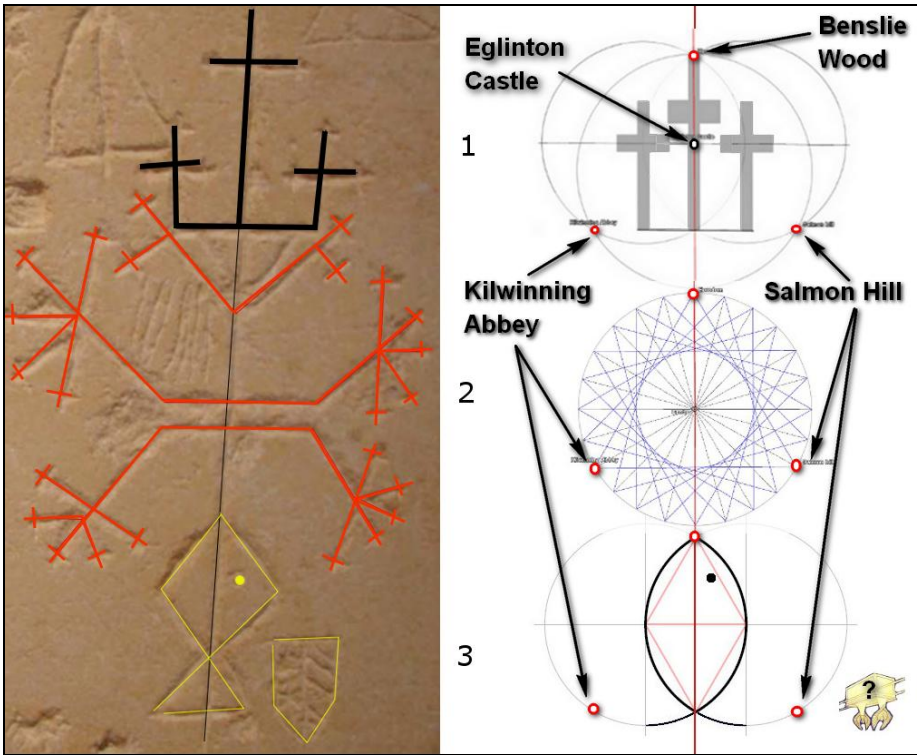 Benslie
Wood
Eglinton
Castle
1
Kilwinning
Abbey
Salmon Hill
2
3
?